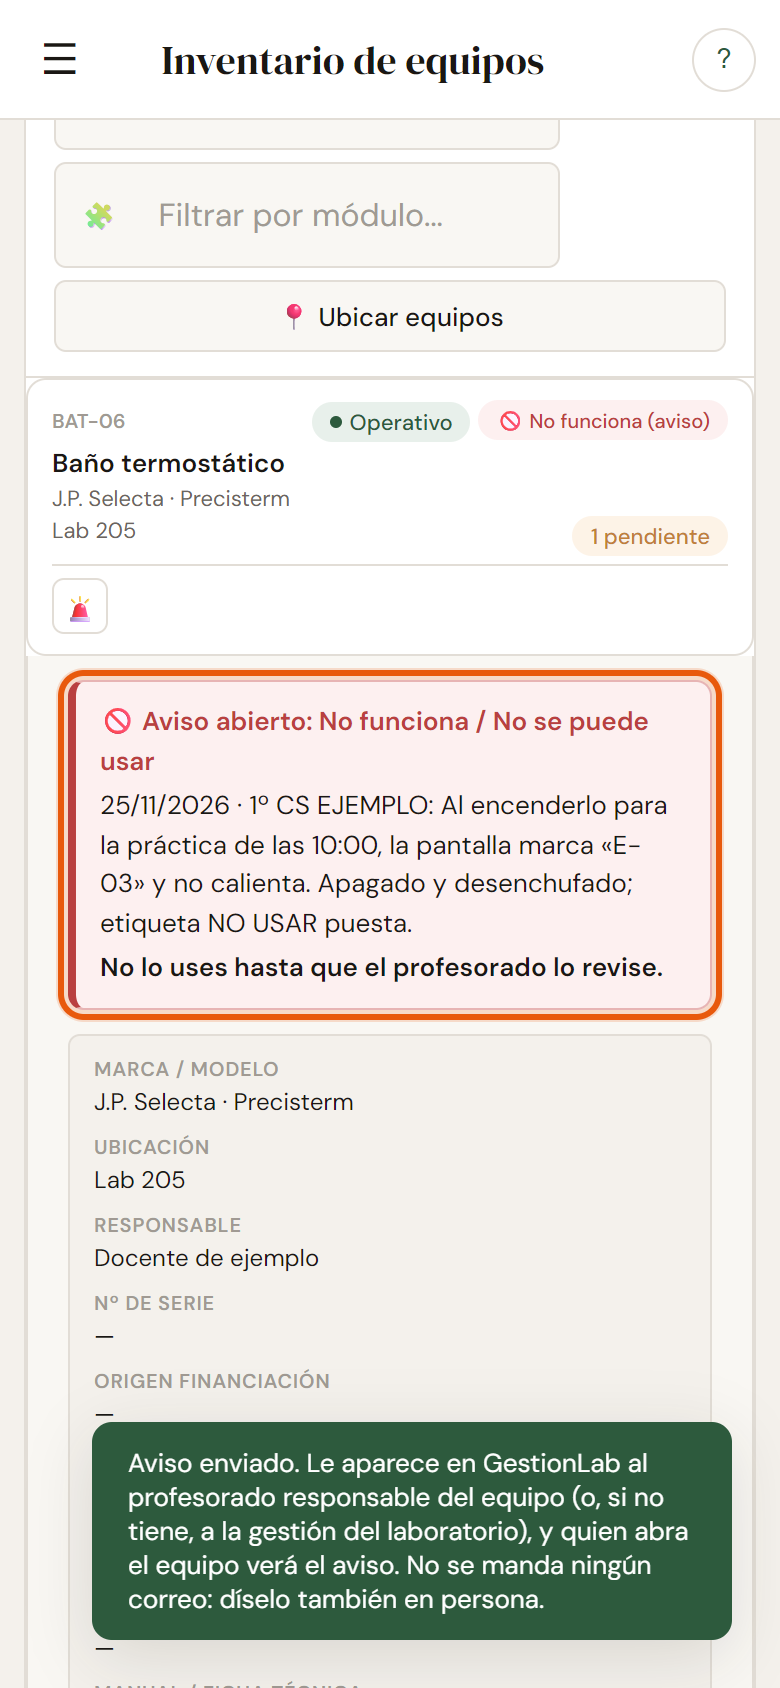 Inventario de equipos
?
Filtrar por módulo...
Ubicar equipos
BAT-06
Operativo
No funciona (aviso)
Baño termostático
J.P. Selecta · Precisterm
Lab 205
1 pendiente
Aviso abierto: No funciona / No se puede
usar
25/11/2026 · 1º CS EJEMPLO: Al encenderlo para
la práctica de las 10:00, la pantalla marca «E-
03» y no calienta. Apagado y desenchufado;
etiqueta NO USAR puesta.
No lo uses hasta que el profesorado lo revise.
MARCA / MODELO
J.P. Selecta · Precisterm
UBICACIÓN
Lab 205
RESPONSABLE
Docente de ejemplo
Nº DE SERIE
—
ORIGEN FINANCIACIÓN
—
Aviso enviado. Le aparece en GestionLab al
profesorado responsable del equipo (o, si no
tiene, a la gestión del laboratorio), y quien abra
el equipo verá el aviso. No se manda ningún
correo: díselo también en persona.
—